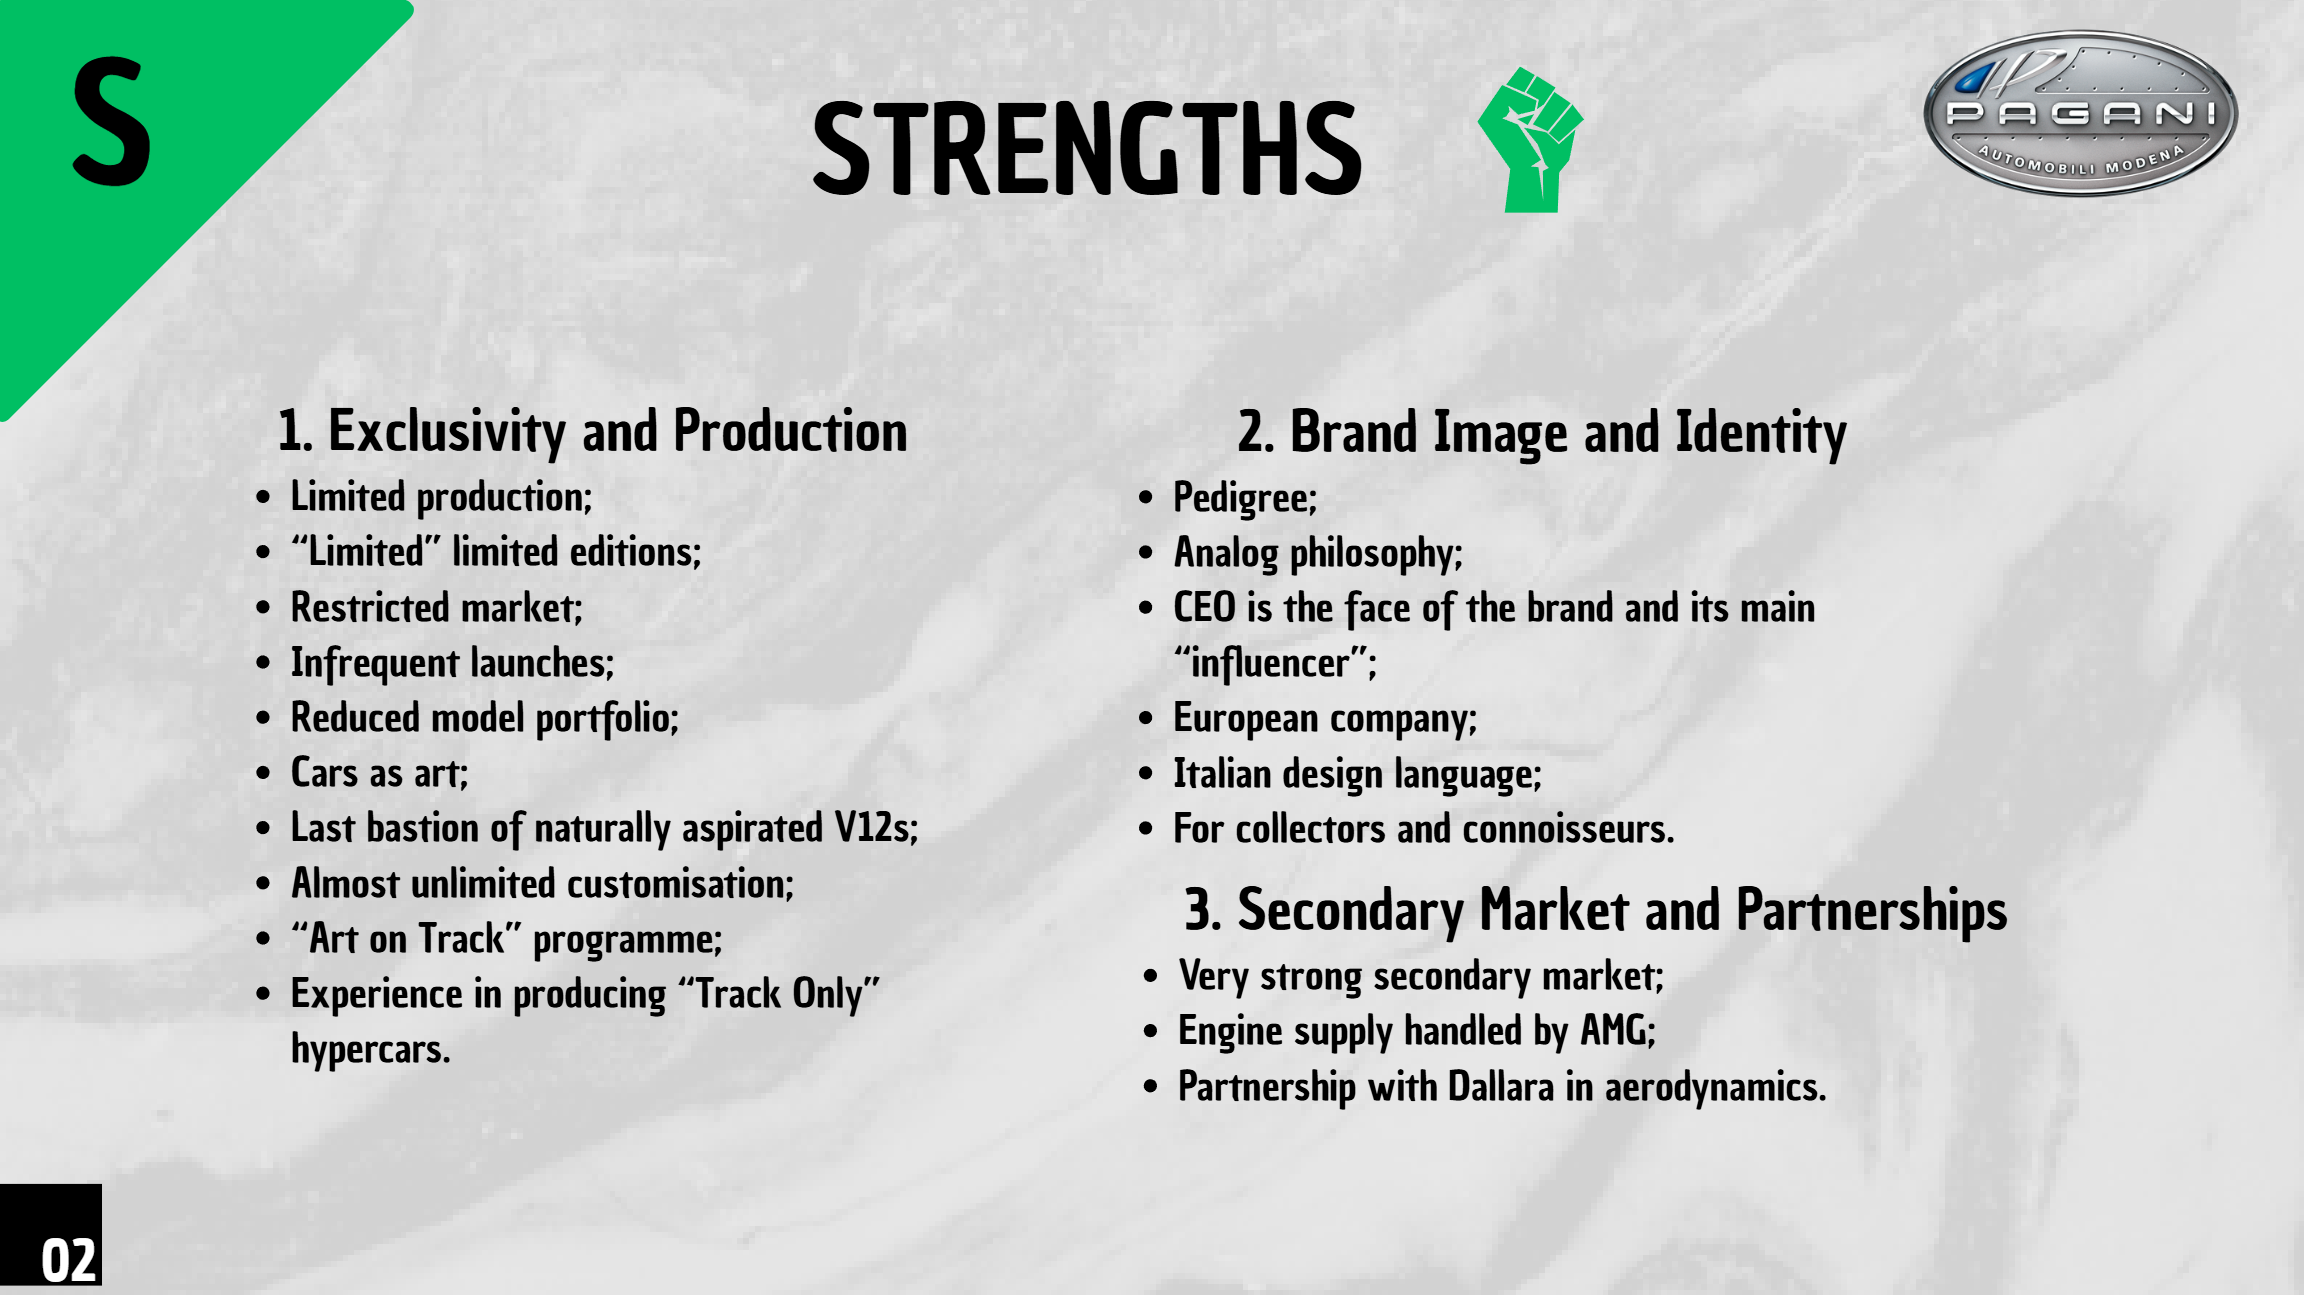 S
STRENGTHS
PAGANI
AUTOMOBILI MODENA
1. Exclusivity and Production
• Limited production;
• “Limited” limited editions;
• Restricted market;
• Infrequent launches;
• Reduced model portfolio;
• Cars as art;
• Last bastion of naturally aspirated V12s;
• Almost unlimited customisation;
• “Art on Track” programme;
• Experience in producing “Track Only”
hypercars.
2. Brand Image and Identity
• Pedigree;
• Analog philosophy;
• CEO is the face of the brand and its main
“influencer”;
• European company;
• Italian design language;
• For collectors and connoisseurs.
3. Secondary Market and Partnerships
• Very strong secondary market;
• Engine supply handled by AMG;
• Partnership with Dallara in aerodynamics.
02